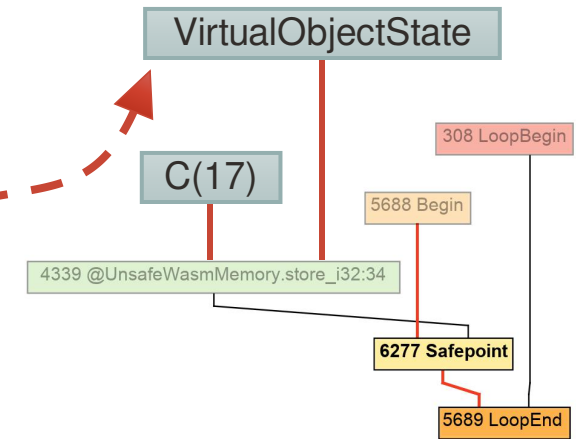 VirtualObjectState
308 LoopBegin
C(17)
5688 Begin
4339 @UnsafeWasmMemory.store_i32:34
6277 Safepoint
5689 LoopEnd